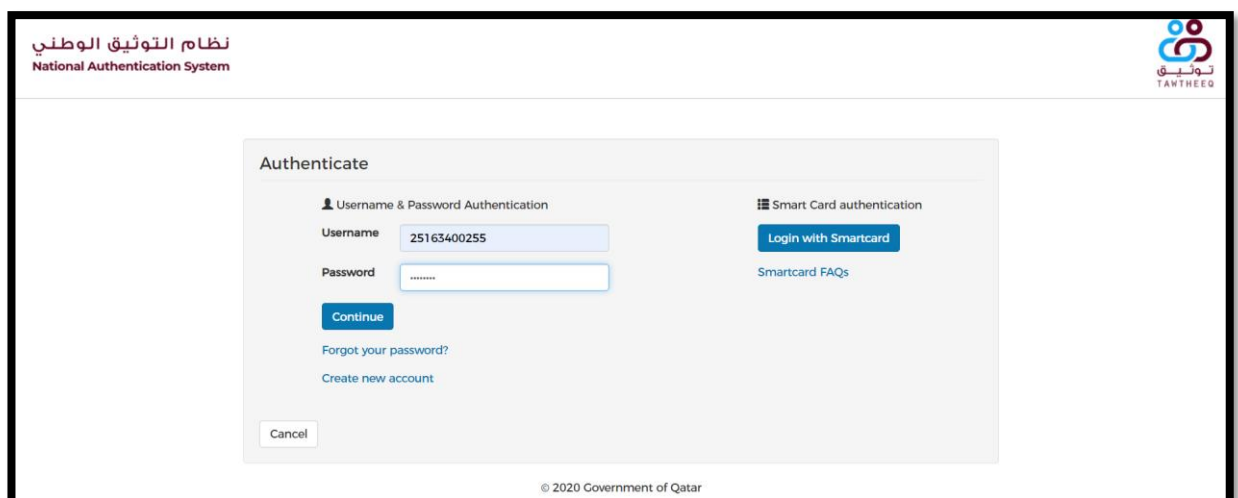 نظام التوثيق الوطني
National Authentication System
توثيق
TAWTHEEQ
Authenticate
Username & Password Authentication
Username
25163400255
Password
........
Continue
Forgot your password?
Create new account
Smart Card authentication
Login with Smartcard
Smartcard FAQs
Cancel
© 2020 Government of Qatar